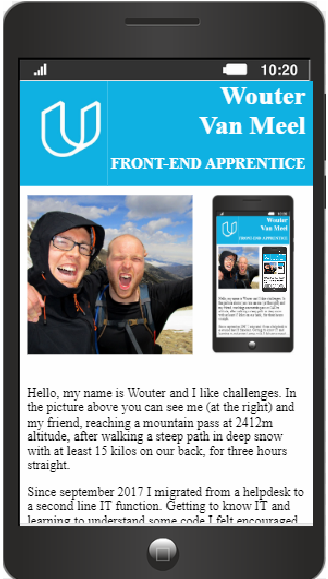 10:20
Wouter
Van Meel
FRONT-END APPRENTICE
Wouter
Van Meel
FRONT-END APPRENTICE
Hello, my name is Wouter and I like challenges. In
the picture above you can see me (at the right) and
my friend, reaching a mountain pass at 2412m
altitude, after walking a steep path in deep snow
with at least 15 kilos on our back, for three hours
straight.
Since september 2017 I migrated from a helpdesk to
a second line IT function. Getting to know IT and
learning to understand some code I felt encouraged